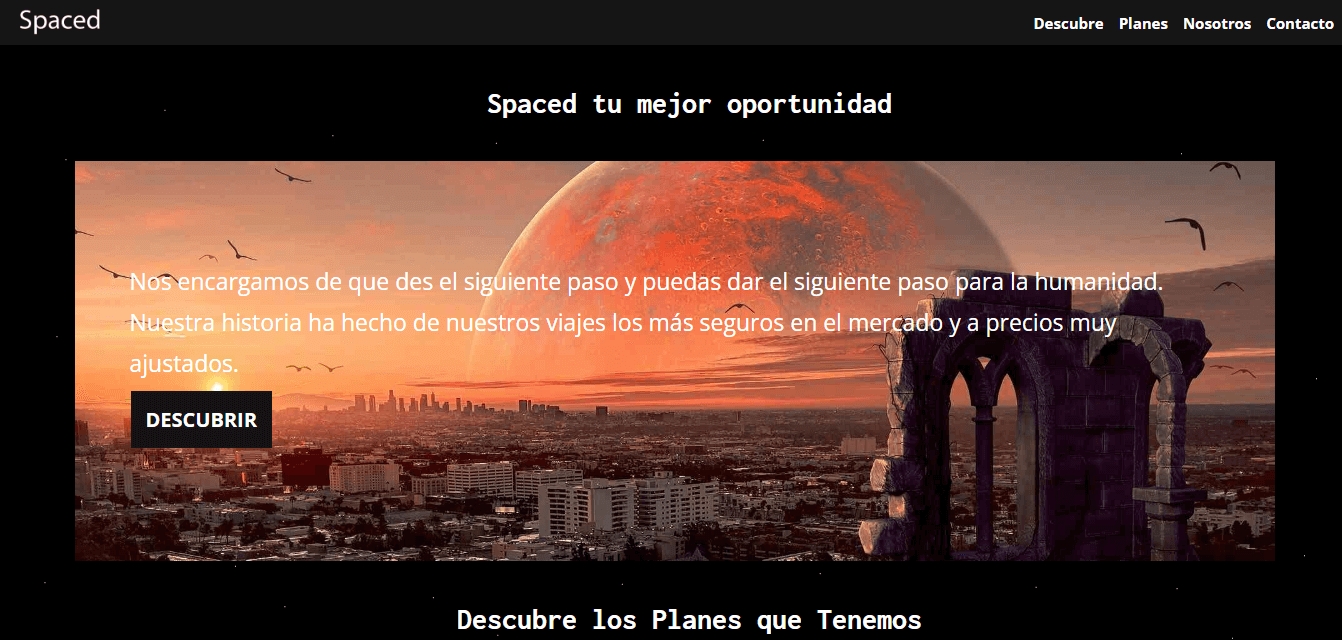 Spaced
Descubre Planes Nosotros Contacto
Spaced tu mejor oportunidad
Nos encargamos de que des el siguiente paso y puedas dar el siguiente paso para la humanidad.
Nuestra historia ha hecho de nuestros viajes los más seguros en el mercado y a precios muy
ajustados.
DESCUBRIR
Descubre los Planes que Tenemos